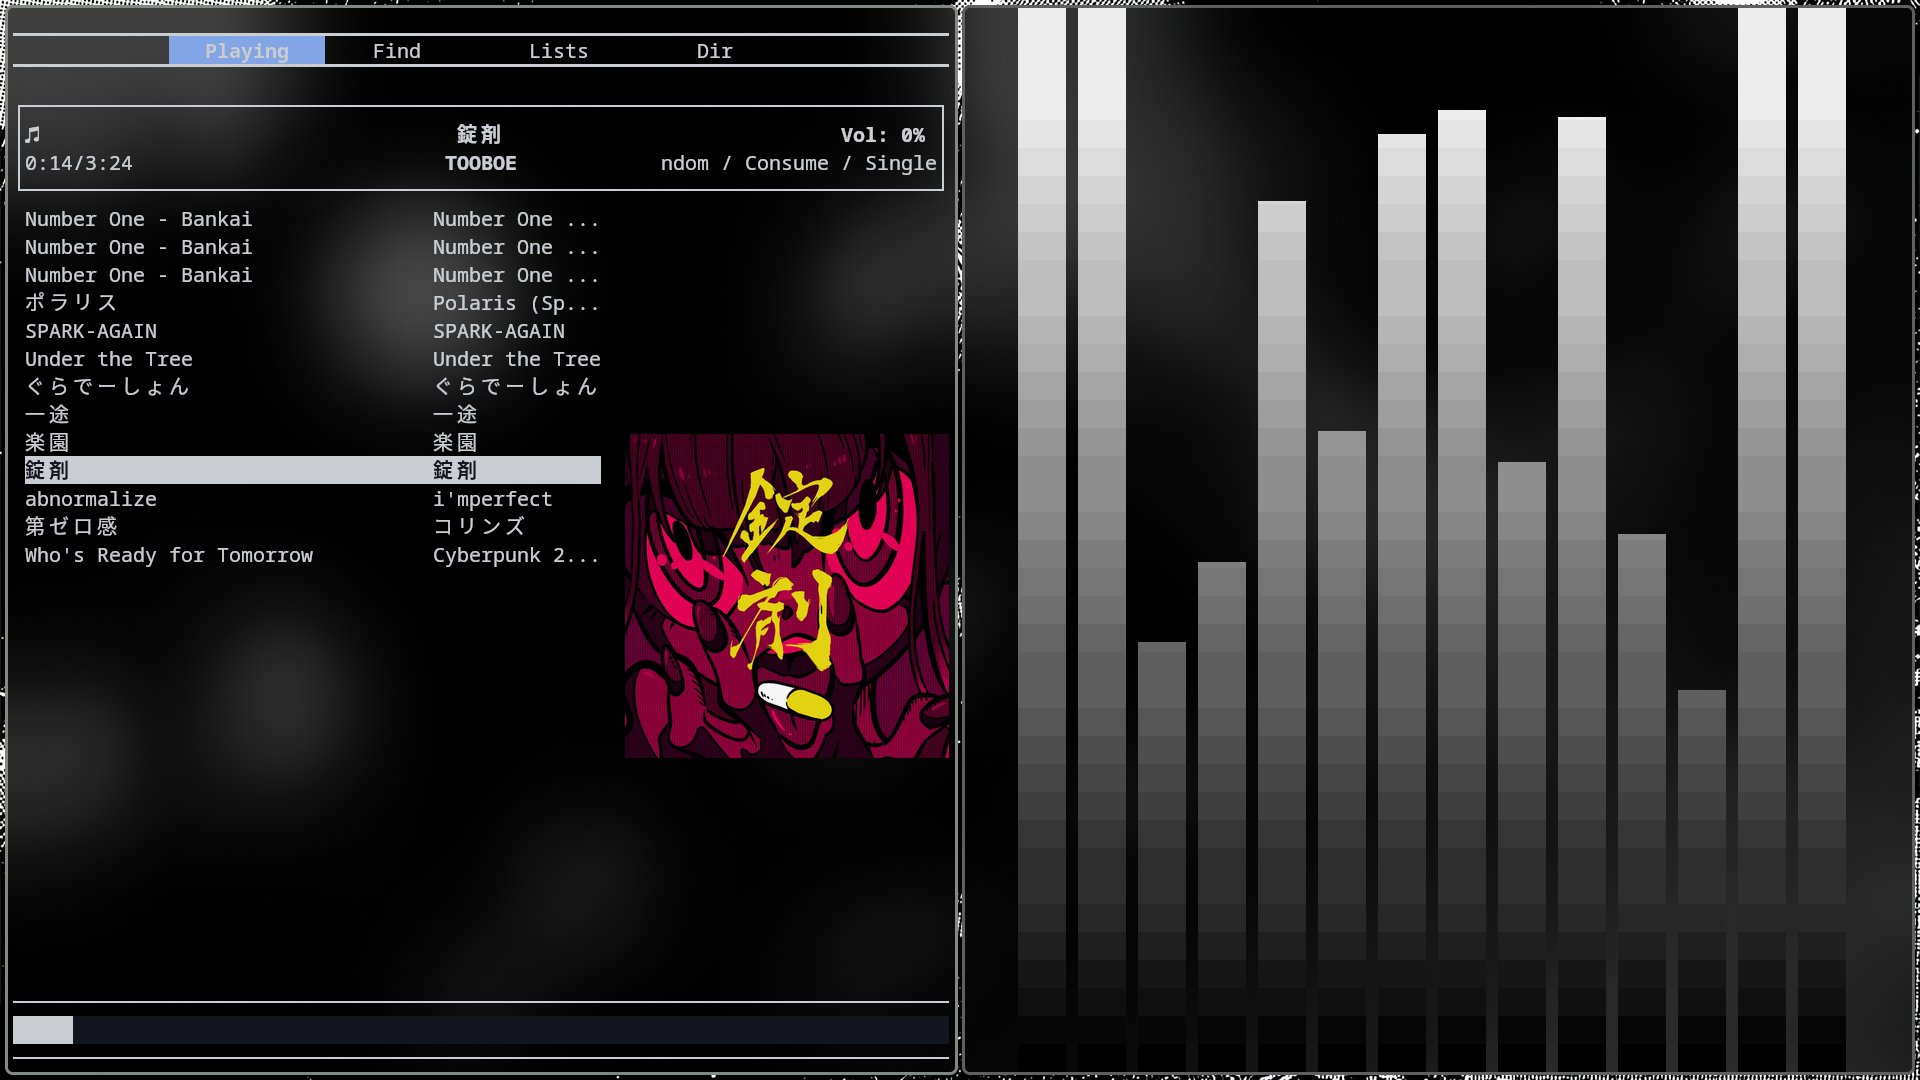 Playing Find Lists Dir
♫ 錠剤 Vol: 0%
0:14/3:24 TOOBOE ndom / Consume / Single
Number One - Bankai Number One ...
Number One - Bankai Number One ...
Number One - Bankai Number One ...
ポラリス Polaris (Sp...
SPARK-AGAIN SPARK-AGAIN
Under the Tree Under the Tree
ぐらでーしょん ぐらでーしょん
一途 一途
楽園 楽園
錠剤 錠剤
abnormalize i'mperfect
第ゼロ感 コリンズ
Who's Ready for Tomorrow Cyberpunk 2...
錠
剤